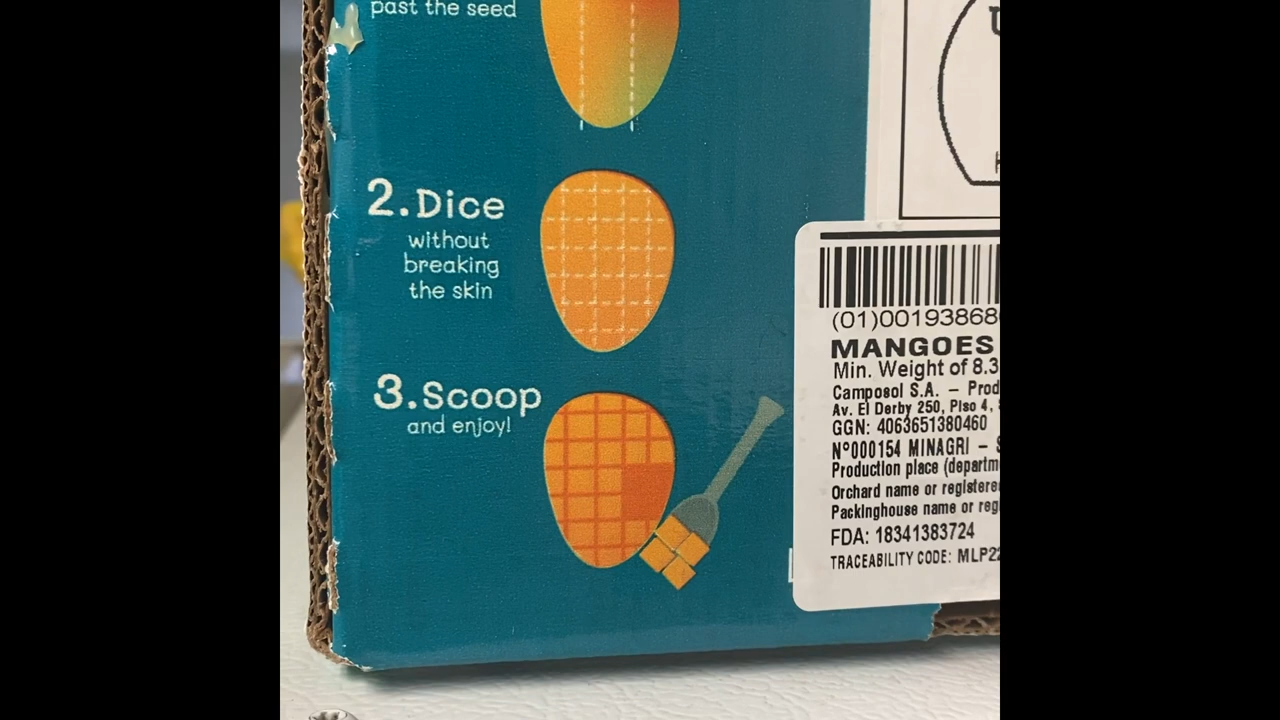 past the seed
2.Dice
without
breaking
the skin
3.Scoop
and enjoy!
(01)00193868
MANGOES
Min. Weight of 8.3
Camposol S.A. – Prod
Av. El Derby 250, Piso 4,
GGN: 4063651380460
N°000154 MINAGRI – S
Production place (departm
Orchard name or registere
Packinghouse name or reg
FDA: 18341383724
TRACEABILITY CODE: MLP22